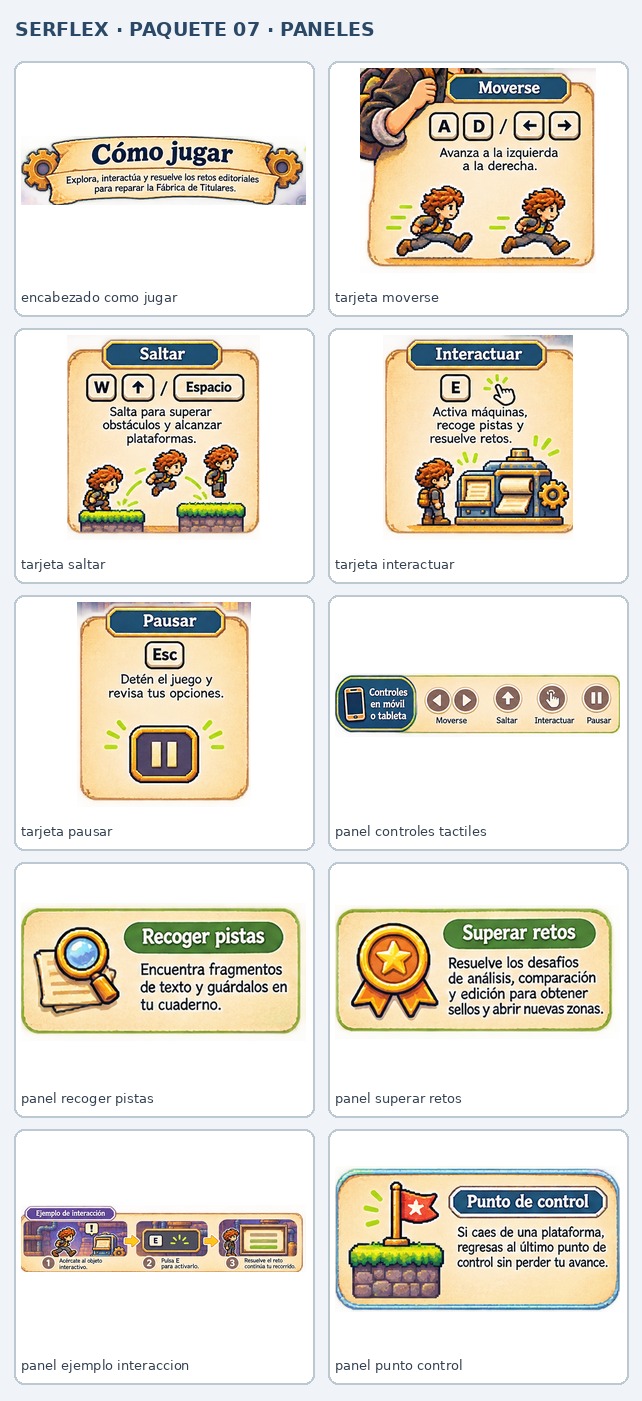 SERFLEX · PAQUETE 07 · PANELES
Cómo jugar
Explora, interactúa y resuelve los retos editoriales
para reparar la Fábrica de Titulares.
encabezado como jugar
Moverse
A D / ← →
Avanza a la izquierda
a la derecha.
tarjeta moverse
Saltar
W ↑ / Espacio
Salta para superar
obstáculos y alcanzar
plataformas.
tarjeta saltar
Interactuar
E
Activa máquinas,
recoge pistas y
resuelve retos.
tarjeta interactuar
Pausar
Esc
Detén el juego y
revisa tus opciones.
tarjeta pausar
Controles
en móvil
o tableta
Moverse Saltar Interactuar Pausar
panel controles tactiles
Recoger pistas
Encuentra fragmentos
de texto y guárdalos en
tu cuaderno.
panel recoger pistas
Superar retos
Resuelve los desafíos
de análisis, comparación
y edición para obtener
sellos y abrir nuevas zonas.
panel superar retos
Ejemplo de interacción
!
E
1 Acércate al objeto
interactivo.
2 Pulsa E
para activarlo.
3 Resuelve el reto
continúa tu recorrido.
panel ejemplo interaccion
Punto de control
Si caes de una plataforma,
regresas al último punto de
control sin perder tu avance.
panel punto control